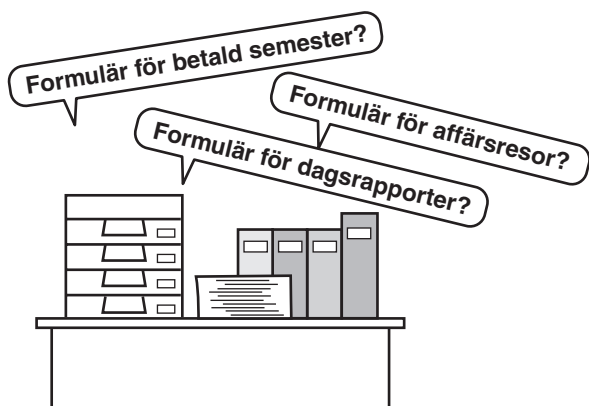 Formulär för betald semester?
Formulär för affärsresor?
Formulär för dagsrapporter?